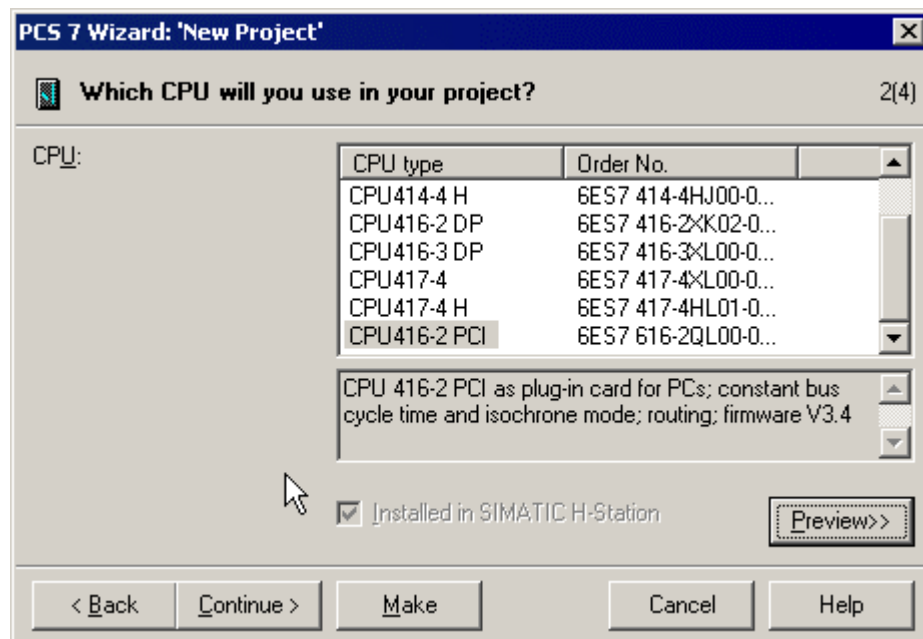 PCS 7 Wizard: 'New Project'
Which CPU will you use in your project?
2(4)
CPU:
CPU type Order No.
CPU414-4 H 6ES7 414-4HJ00-0...
CPU416-2 DP 6ES7 416-2XK02-0...
CPU416-3 DP 6ES7 416-3XL00-0...
CPU417-4 6ES7 417-4XL00-0...
CPU417-4 H 6ES7 417-4HL01-0...
CPU416-2 PCI 6ES7 616-2QL00-0...
CPU 416-2 PCI as plug-in card for PCs; constant bus
cycle time and isochrone mode; routing; firmware V3.4
Installed in SIMATIC H-Station
Preview>>
< Back Continue > Make Cancel Help